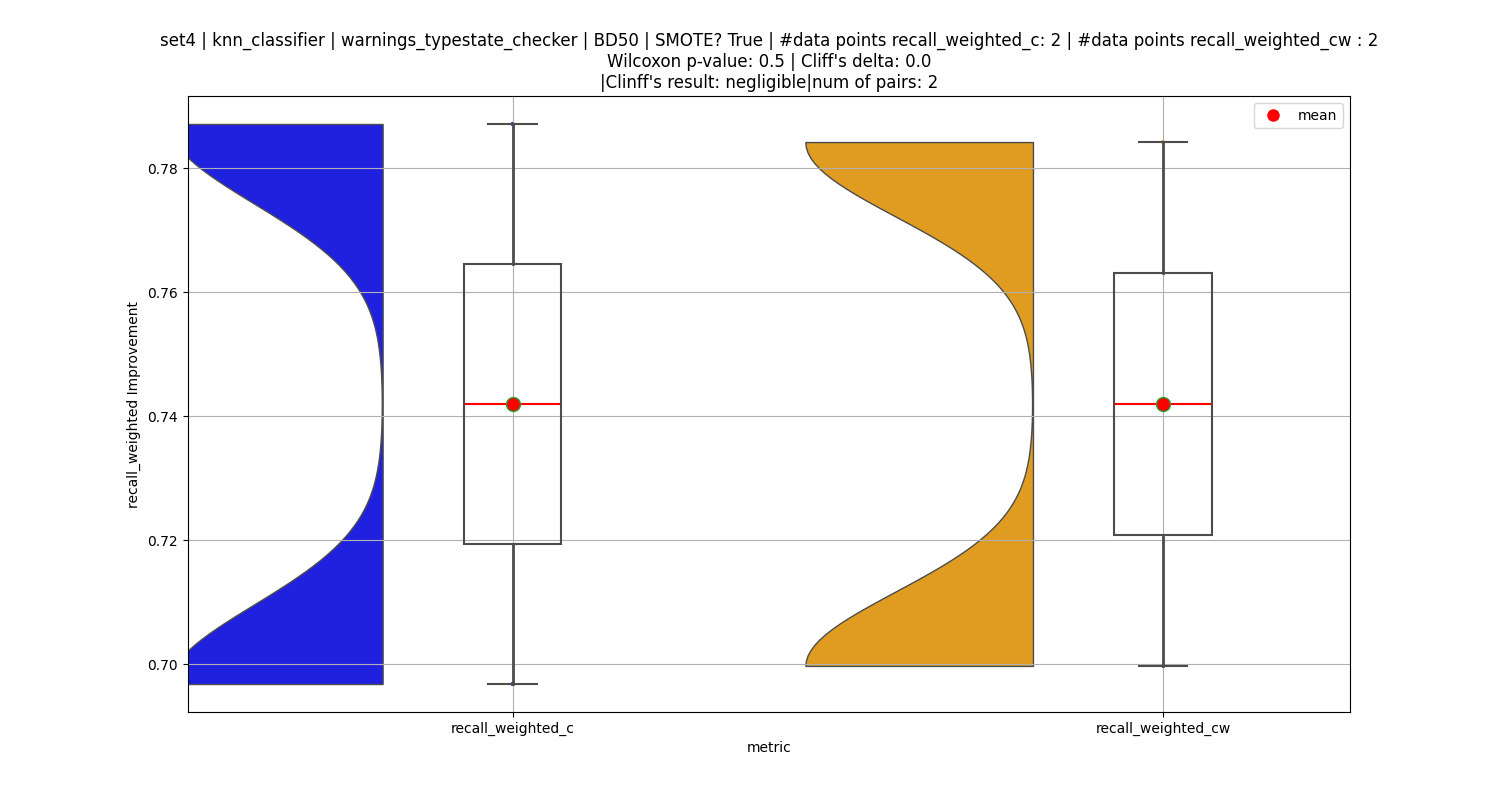 set4 | knn_classifier | warnings_typestate_checker | BD50 | SMOTE? True | #data points recall_weighted_c: 2 | #data points recall_weighted_cw : 2
Wilcoxon p-value: 0.5 | Cliff's delta: 0.0
|Clinff's result: negligible|num of pairs: 2
mean
0.78
0.76
0.74
0.72
0.70
recall_weighted Improvement
recall_weighted_c
recall_weighted_cw
metric